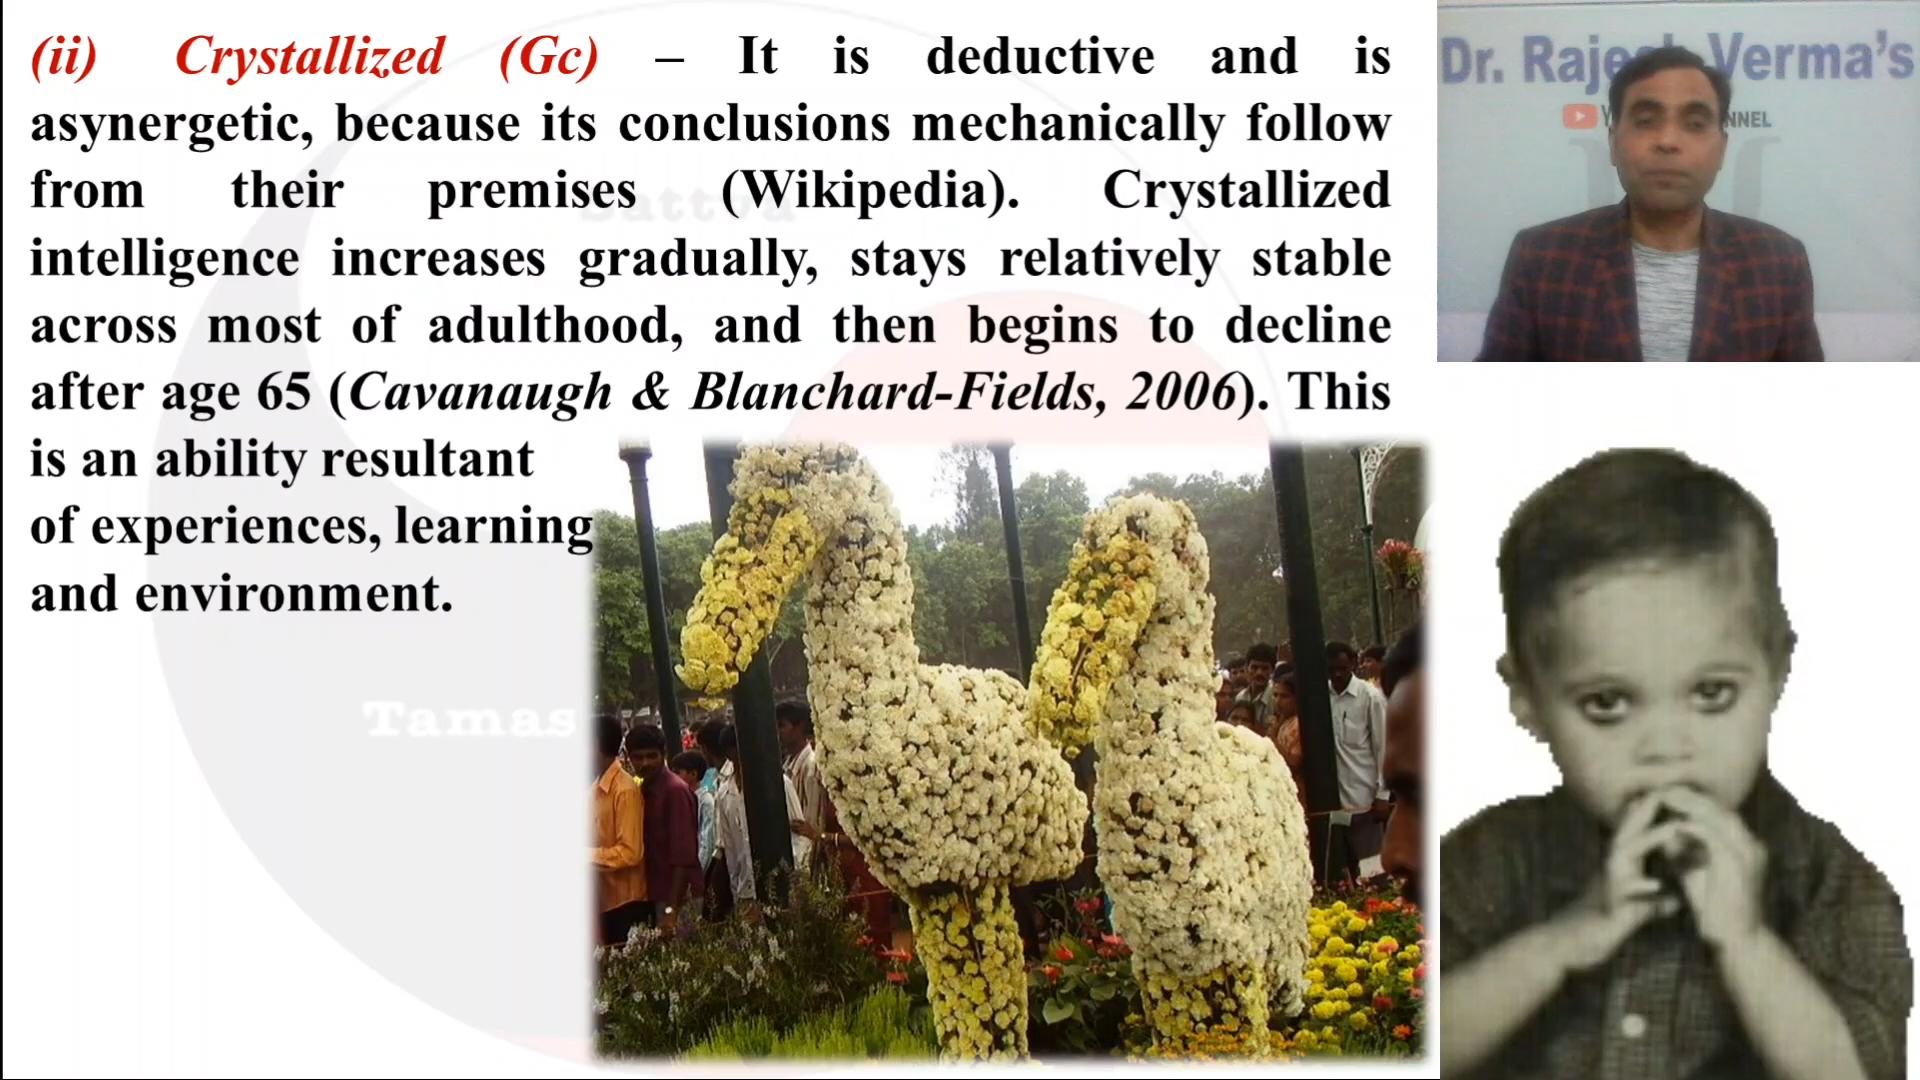 (ii) Crystallized (Gc) – It is deductive and is
asynergetic, because its conclusions mechanically follow
from their premises (Wikipedia). Crystallized
intelligence increases gradually, stays relatively stable
across most of adulthood, and then begins to decline
after age 65 (Cavanaugh & Blanchard-Fields, 2006). This
is an ability resultant
of experiences, learning
and environment.
Sattva
Tamas
Dr. Verma's